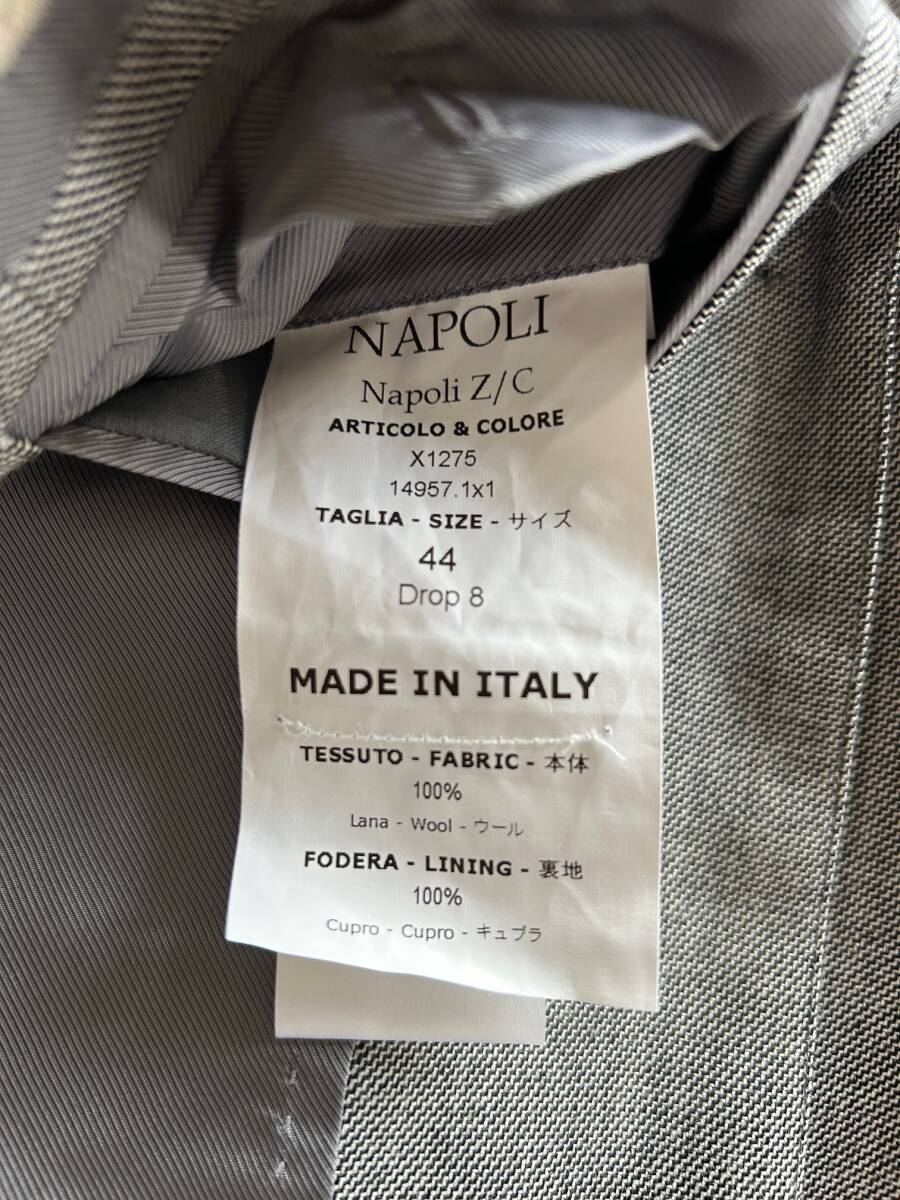 NAPOLI
Napoli Z/C
ARTICOLO & COLORE
X1275
14957.1x1
TAGLIA - SIZE - サイズ
44
Drop 8
MADE IN ITALY
TESSUTO - FABRIC - 本体
100%
Lana - Wool - ウール
FODERA - LINING - 裏地
100%
Cupro - Cupro - キュプラ